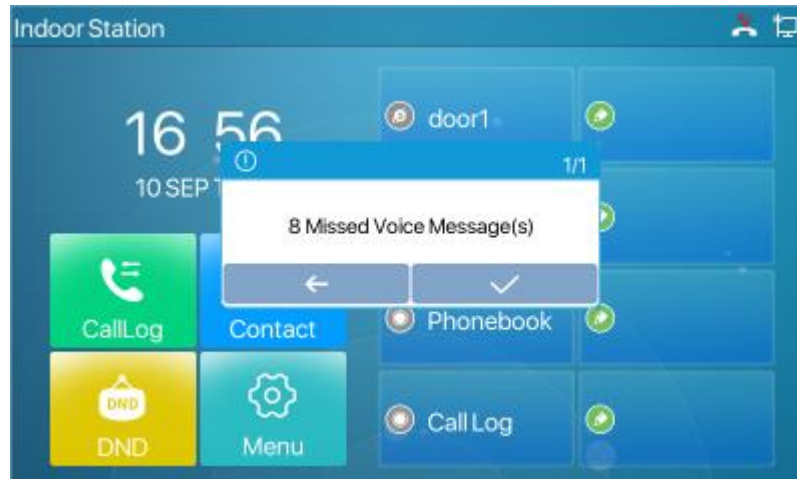 Indoor Station
16 56
10 SEP
door1
1/1
8 Missed Voice Message(s)
CallLog
Contact
Phonebook
DND
DND
Menu
Call Log